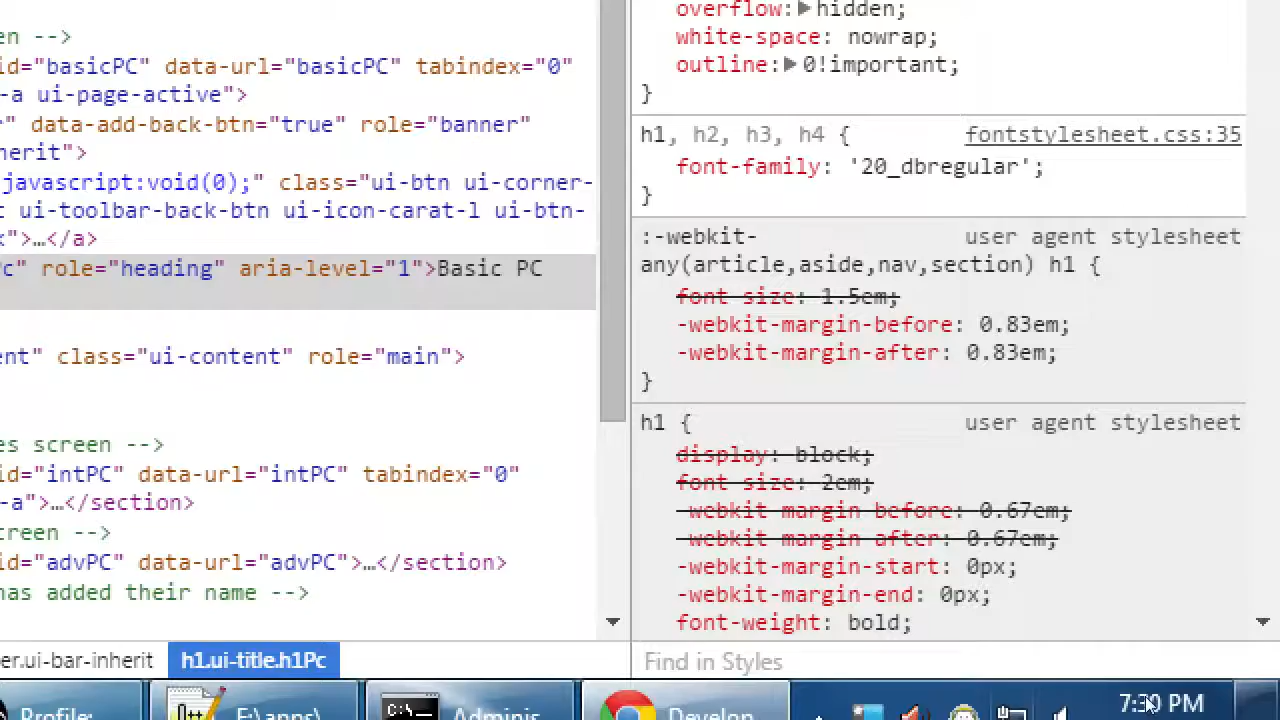 en -->
id="basicPC" data-url="basicPC" tabindex="0"
-a ui-page-active">
" data-add-back-btn="true" role="banner"
nherit">
javascript:void(0);" class="ui-btn ui-corner-
t ui-toolbar-back-btn ui-icon-carat-l ui-btn-
k">…</a>
Pc" role="heading" aria-level="1">Basic PC
ent" class="ui-content" role="main">
es screen -->
id="intPC" data-url="intPC" tabindex="0"
-a">…</section>
creen -->
id="advPC" data-url="advPC">…</section>
has added their name -->
er.ui-bar-inherit h1.ui-title.h1Pc
overflow:▶hidden;
white-space: nowrap;
outline:▶0!important;
}
h1, h2, h3, h4 { fontstylesheet.css:35
font-family: '20_dbregular';
}
:-webkit- user agent stylesheet
any(article,aside,nav,section) h1 {
font-size: 1.5em;
-webkit-margin-before: 0.83em;
-webkit-margin-after: 0.83em;
}
h1 { user agent stylesheet
display: block;
font-size: 2em;
-webkit-margin-before: 0.67em;
-webkit-margin-after: 0.67em;
-webkit-margin-start: 0px;
-webkit-margin-end: 0px;
font-weight: bold;
Find in Styles
Profile: F:\apps\ C:\ Adminis Develop 7:30 PM